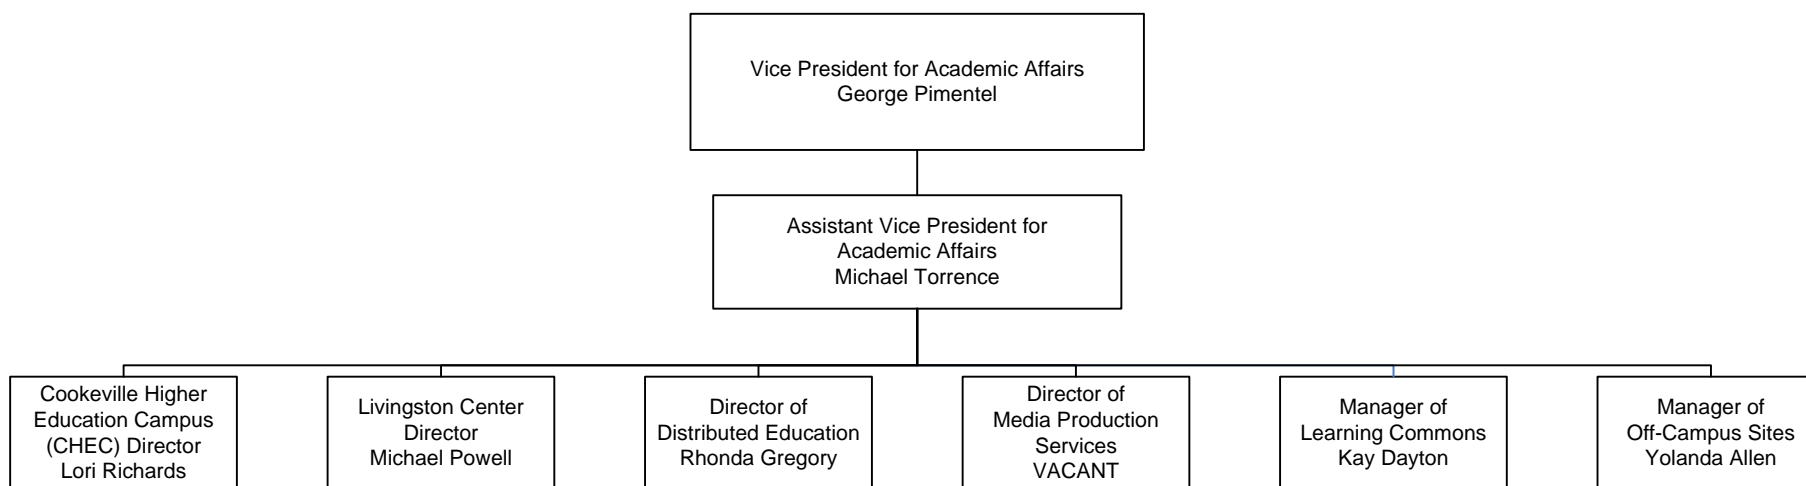 Vice President for Academic Affairs
George Pimentel
Assistant Vice President for
Academic Affairs
Michael Torrence
Cookeville Higher
Education Campus
(CHEC) Director
Lori Richards
Livingston Center
Director
Michael Powell
Director of
Distributed Education
Rhonda Gregory
Director of
Media Production
Services
VACANT
Manager of
Learning Commons
Kay Dayton
Manager of
Off-Campus Sites
Yolanda Allen